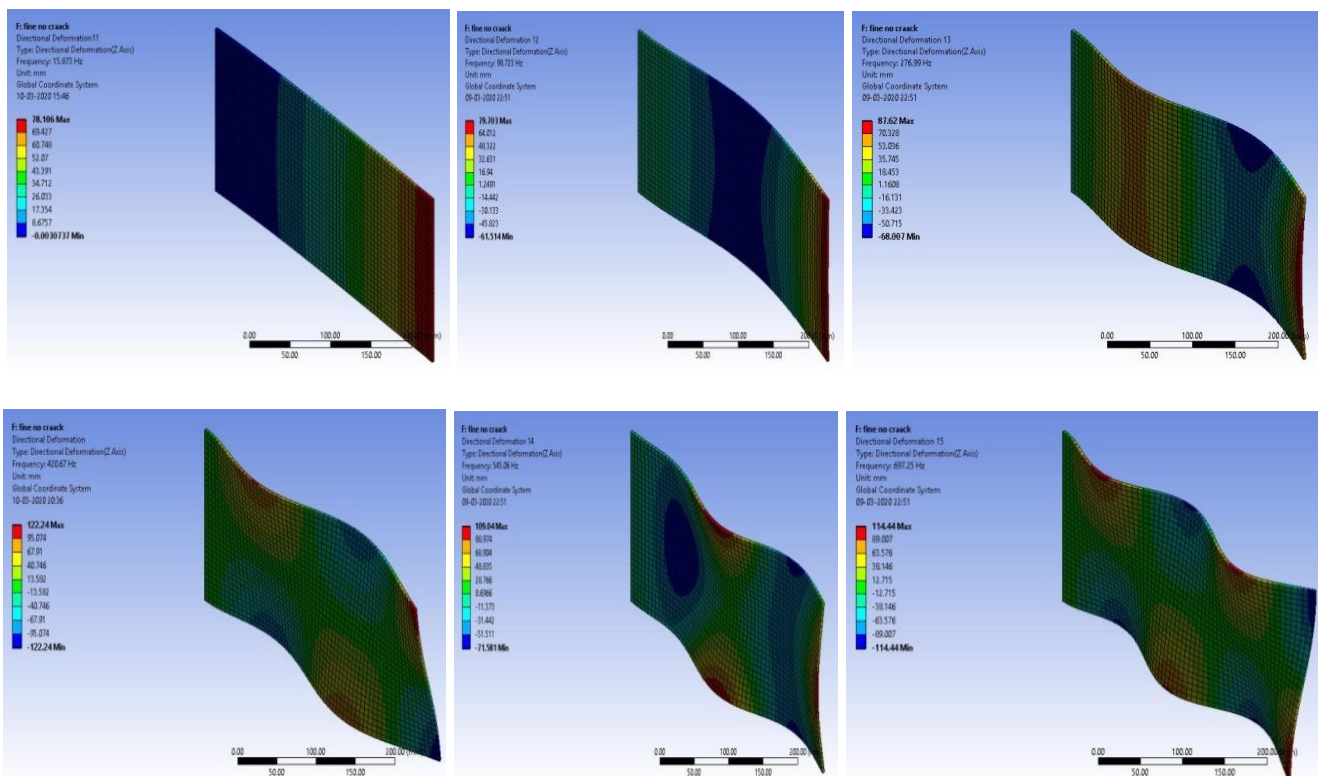 F: fine no craack
Directional Deformation11
Type: Directional Deformation(Z Axis)
Frequency: 15.873 Hz
Unit: mm
Global Coordinate System
10-03-2020 15:46
78.106 Max
69.427
60.748
52.07
43.391
34.712
26.033
17.354
8.6757
-0.0030737 Min
0.00 100.00
50.00 150.00
F: fine no craack
Directional Deformation 12
Type: Directional Deformation(Z Axis)
Frequency: 98.733 Hz
Unit: mm
Global Coordinate System
09-03-2020 22:51
79.703 Max
64.012
48.322
32.631
16.94
1.2491
-14.442
-30.133
-45.823
-61.514 Min
0.00 100.00 200.00
50.00 150.00
F: fine no craack
Directional Deformation 13
Type: Directional Deformation(Z Axis)
Frequency: 276.99 Hz
Unit: mm
Global Coordinate System
09-03-2020 22:51
87.62 Max
70.328
53.036
35.745
18.453
1.1608
-16.131
-33.423
-50.715
-68.007 Min
0.00 100.00 200.00
50.00 150.00
F: fine no craack
Directional Deformation
Type: Directional Deformation(Z Axis)
Frequency: 420.67 Hz
Unit: mm
Global Coordinate System
10-03-2020 20:36
122.24 Max
95.074
67.91
40.746
13.582
-13.582
-40.746
-67.91
-95.074
-122.24 Min
0.00 100.00 200.00
50.00 150.00
F: fine no craack
Directional Deformation 14
Type: Directional Deformation(Z Axis)
Frequency: 545.06 Hz
Unit: mm
Global Coordinate System
09-03-2020 22:51
109.04 Max
88.974
68.904
48.835
28.766
8.6966
-11.373
-31.442
-51.511
-71.581 Min
0.00 100.00 200.00
50.00 150.00
F: fine no craack
Directional Deformation 15
Type: Directional Deformation(Z Axis)
Frequency: 697.25 Hz
Unit: mm
Global Coordinate System
09-03-2020 22:51
114.44 Max
89.007
63.576
38.146
12.715
-12.715
-38.146
-63.576
-89.007
-114.44 Min
0.00 100.00 200.00
50.00 150.00